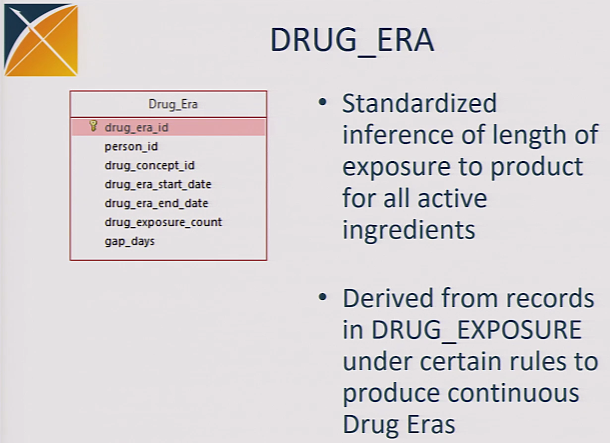 DRUG_ERA
Drug_Era
drug_era_id
person_id
drug_concept_id
drug_era_start_date
drug_era_end_date
drug_exposure_count
gap_days
• Standardized
inference of length of
exposure to product
for all active
ingredients
• Derived from records
in DRUG_EXPOSURE
under certain rules to
produce continuous
Drug Eras